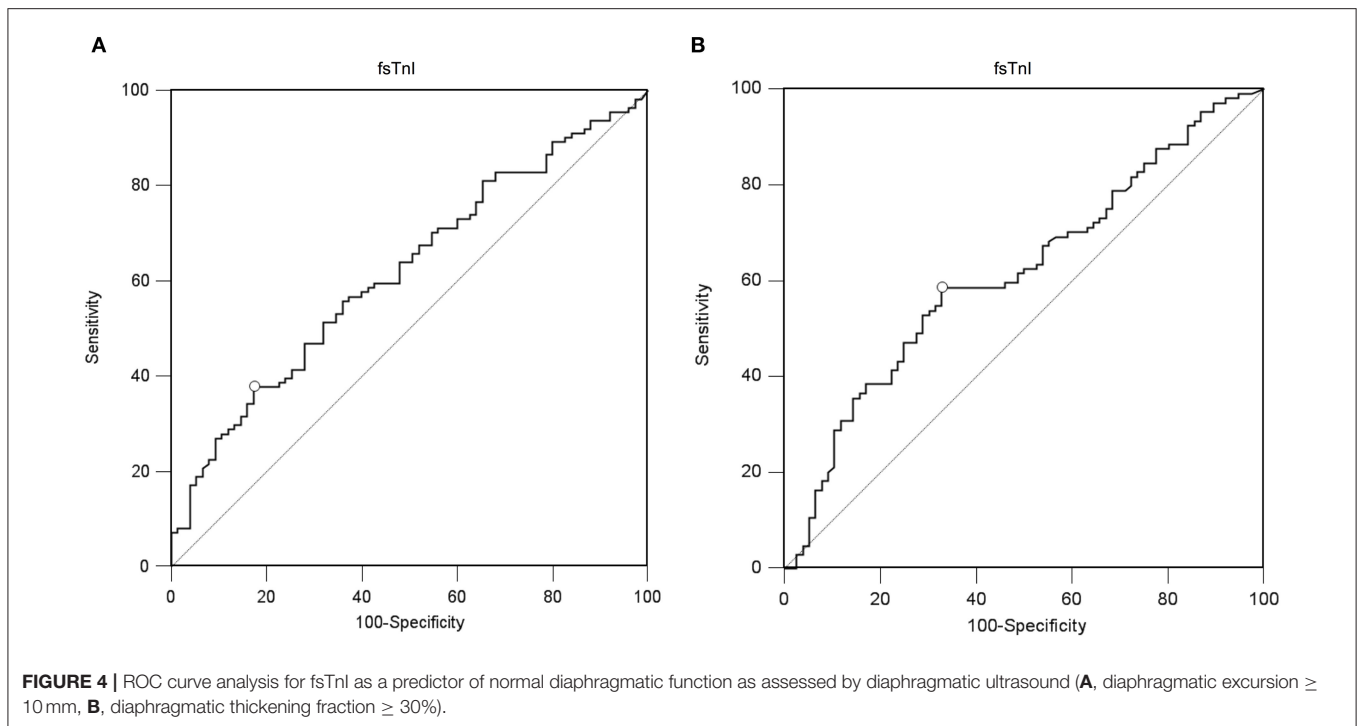 A
fsTnI
100
80
60
40
20
0
Sensitivity
0 20 40 60 80 100
100-Specificity
B
fsTnI
100
80
60
40
20
0
Sensitivity
0 20 40 60 80 100
100-Specificity
FIGURE 4 | ROC curve analysis for fsTnI as a predictor of normal diaphragmatic function as assessed by diaphragmatic ultrasound (A, diaphragmatic excursion ≥
10 mm, B, diaphragmatic thickening fraction ≥ 30%).